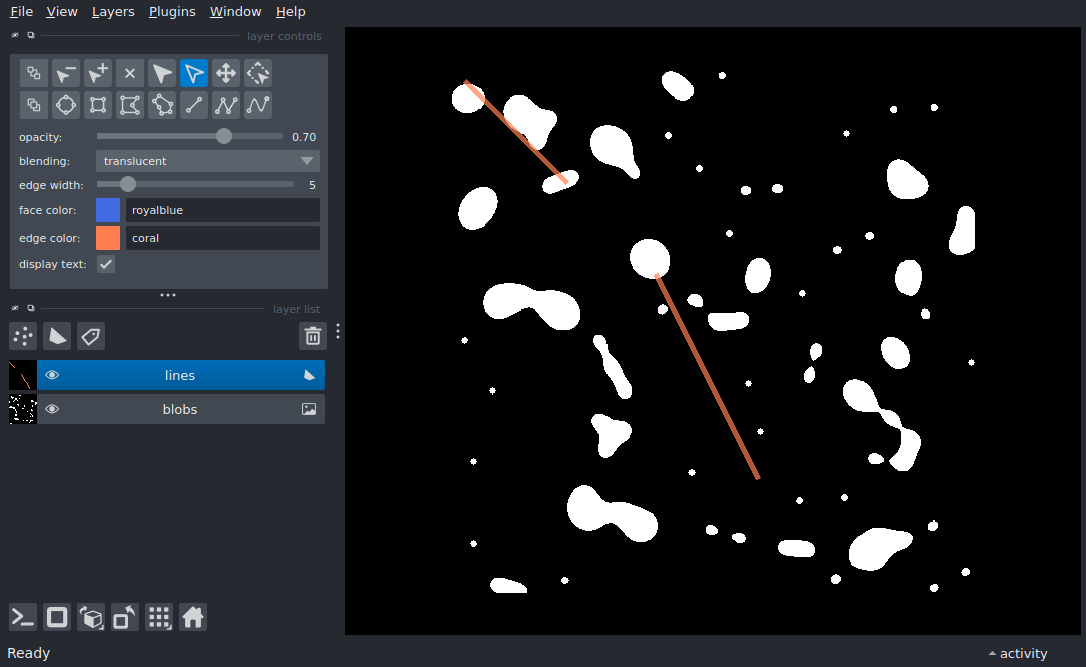 File View Layers Plugins Window Help
layer controls
opacity: 0.70
blending: translucent
edge width: 5
face color: royalblue
edge color: coral
display text:
layer list
lines
blobs
Ready
activity